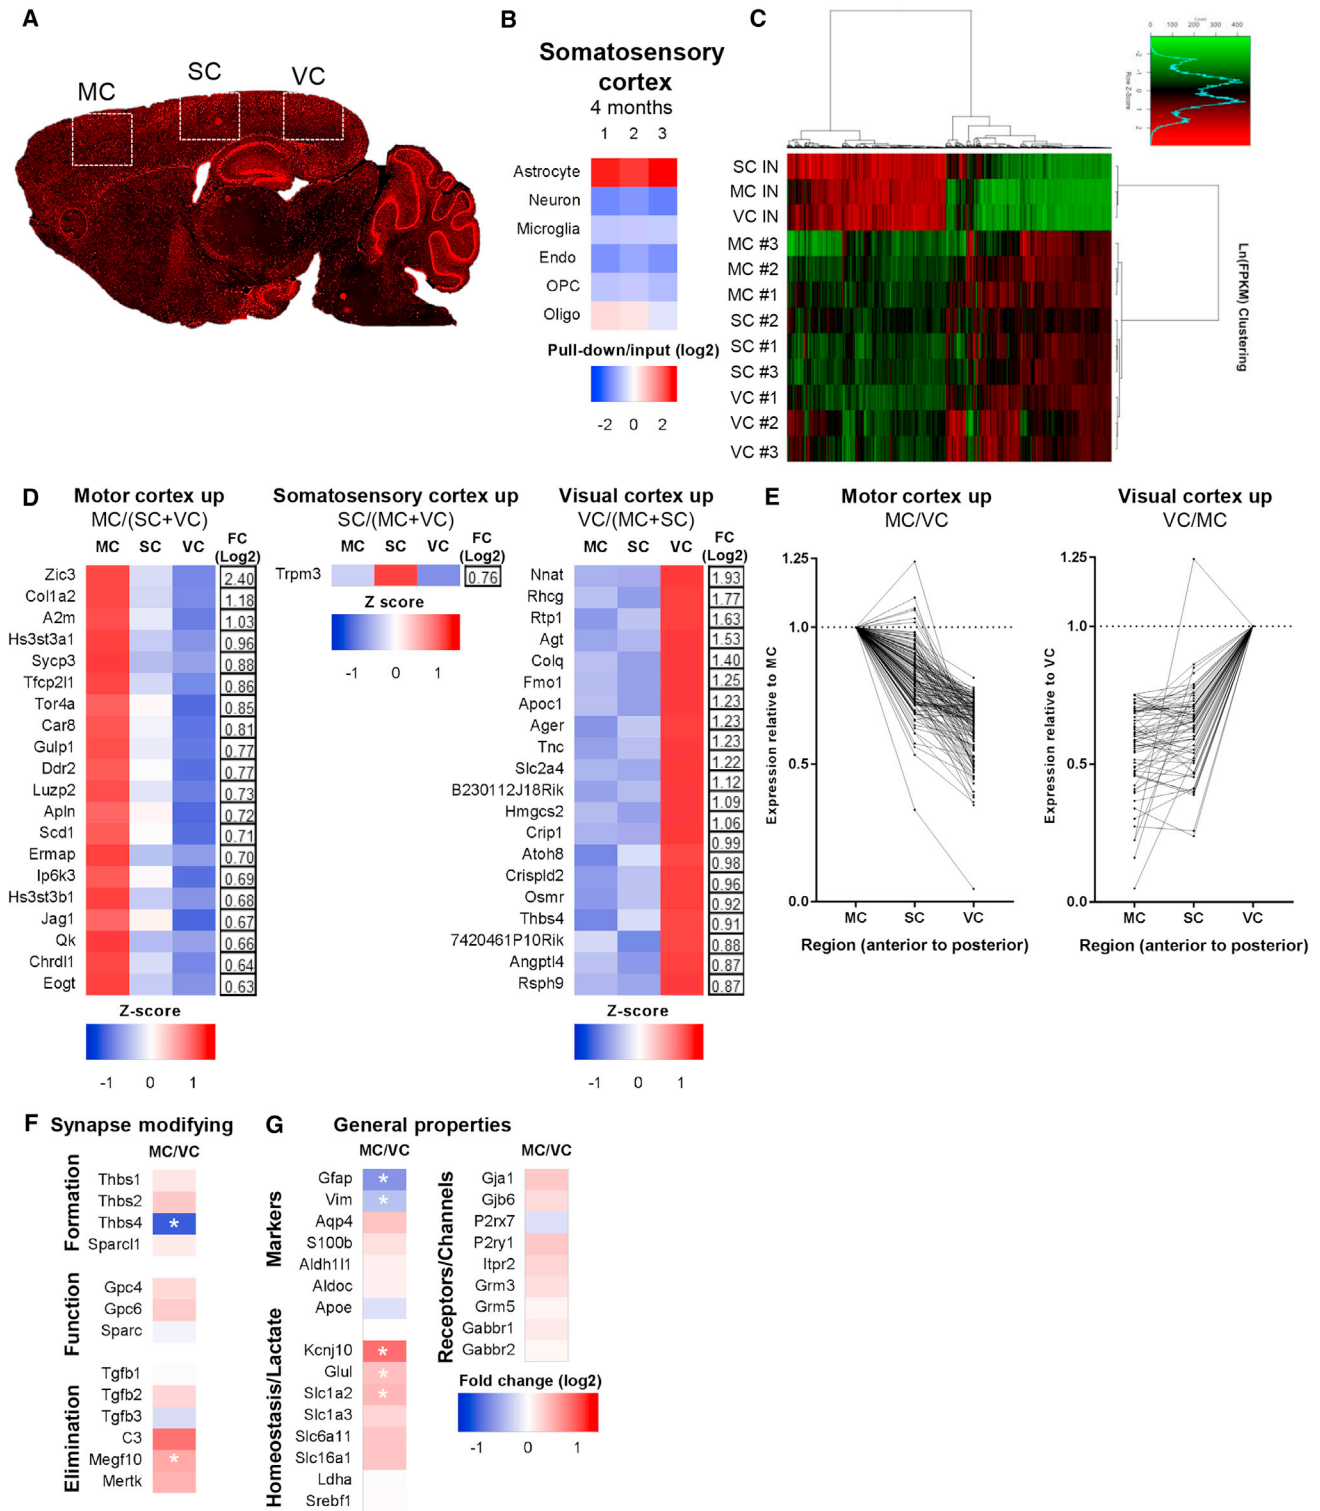 A
MC
SC
VC
B
Somatosensory
cortex
4 months
1 2 3
Astrocyte
Neuron
Microglia
Endo
OPC
Oligo
Pull-down/input (log2)
-2 0 2
C
Count
0 100 200 300 400
Row Z-Score
-2 -1 0 1 2
SC IN
MC IN
VC IN
MC #3
MC #2
MC #1
SC #2
SC #1
SC #3
VC #1
VC #2
VC #3
Ln(FPKM) Clustering
D
Motor cortex up
MC/(SC+VC)
MC SC VC FC
(Log2)
Zic3 2.40
Col1a2 1.18
A2m 1.03
Hs3st3a1 0.96
Sycp3 0.88
Tfcp2l1 0.86
Tor4a 0.85
Car8 0.81
Gulp1 0.77
Ddr2 0.77
Luzp2 0.73
Apln 0.72
Scd1 0.71
Ermap 0.70
Ip6k3 0.69
Hs3st3b1 0.68
Jag1 0.67
Qk 0.66
Chrdl1 0.64
Eogt 0.63
Z-score
-1 0 1
Somatosensory cortex up
SC/(MC+VC)
MC SC VC FC
(Log2)
Trpm3 0.76
Z score
-1 0 1
Visual cortex up
VC/(MC+SC)
MC SC VC FC
(Log2)
Nnat 1.93
Rhcg 1.77
Rtp1 1.63
Agt 1.53
Colq 1.40
Fmo1 1.25
Apoc1 1.23
Ager 1.23
Tnc 1.23
Slc2a4 1.22
B230112J18Rik 1.12
Hmgcs2 1.09
Crip1 1.06
Atoh8 0.99
Crispld2 0.98
Osmr 0.96
Thbs4 0.92
7420461P10Rik 0.91
Angptl4 0.88
Rsph9 0.87
0.87
Z-score
-1 0 1
E
Motor cortex up
MC/VC
Expression relative to MC
1.25
1.0
0.5
0.0
MC SC VC
Region (anterior to posterior)
Visual cortex up
VC/MC
Expression relative to VC
1.25
1.0
0.5
0.0
MC SC VC
Region (anterior to posterior)
F
Synapse modifying
MC/VC
Formation
Thbs1
Thbs2
Thbs4 *
Sparcl1
Function
Gpc4
Gpc6
Sparc
Elimination
Tgfb1
Tgfb2
Tgfb3
C3
Megf10 *
Mertk
G
General properties
MC/VC
Markers
Gfap *
Vim *
Aqp4
S100b
Aldh1l1
Aldoc
Apoe
Homeostasis/Lactate
Kcnj10 *
Glul *
Slc1a2 *
Slc1a3
Slc6a11
Slc16a1
Ldha
Srebf1
MC/VC
Receptors/Channels
Gja1
Gjb6
P2rx7
P2ry1
Itpr2
Grm3
Grm5
Gabbr1
Gabbr2
Fold change (log2)
-1 0 1